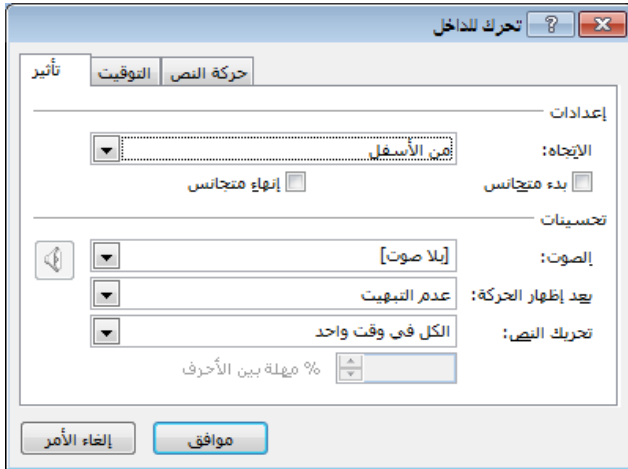 تحرك للداخل
تأثير التوقيت حركة النص
إعدادات
الاتجاه: من الأسفل
بدء متجانس إنهاء متجانس
تحسينات
الصوت: [بلا صوت]
بعد إظهار الحركة: عدم التبهيت
تحريك النص: الكل في وقت واحد
% مهلة بين الأحرف
موافق إلغاء الأمر